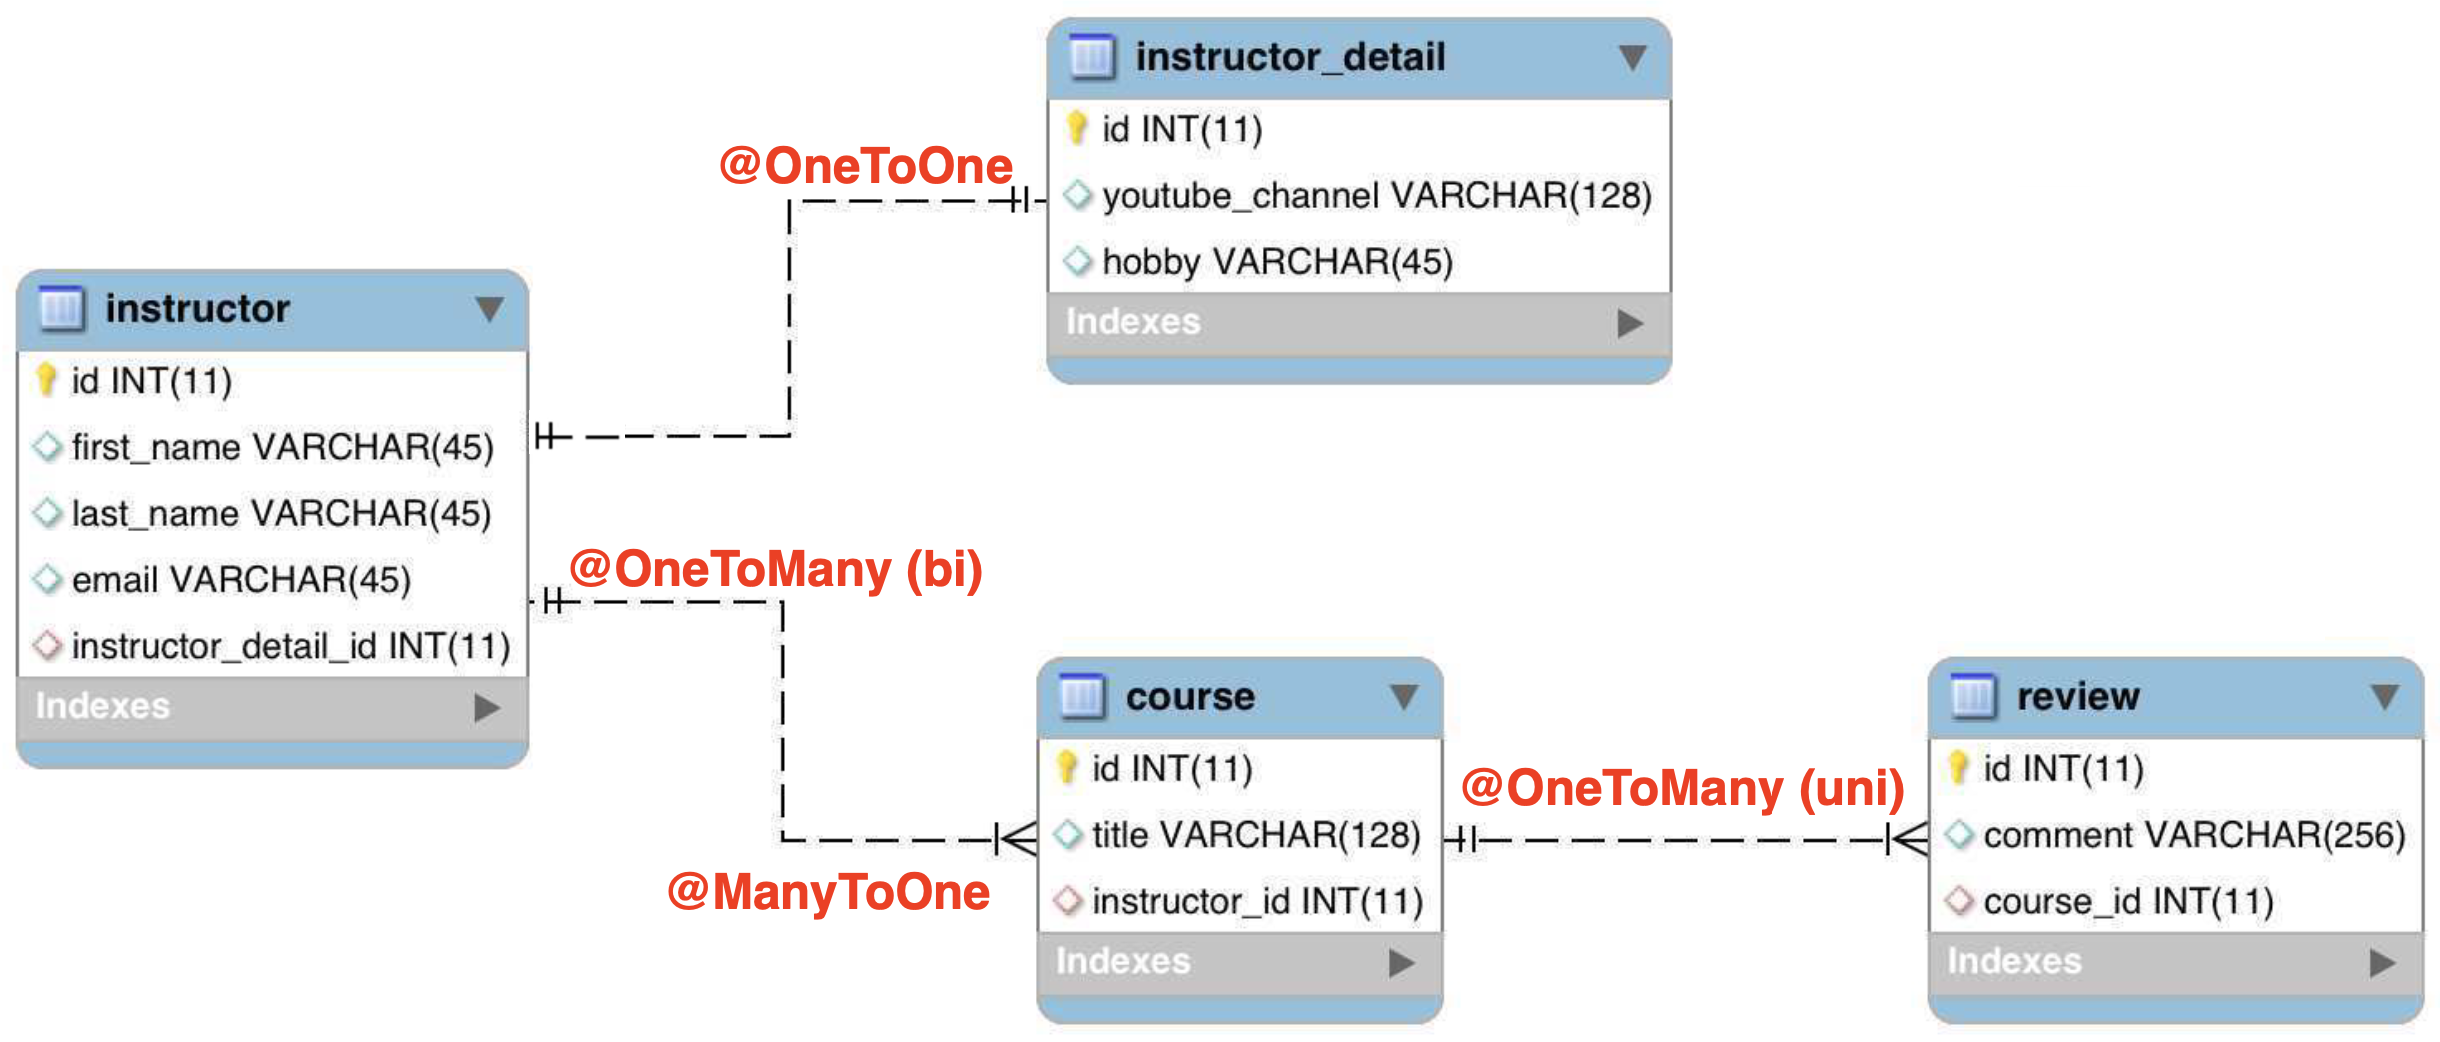 instructor_detail
id INT(11)
youtube_channel VARCHAR(128)
hobby VARCHAR(45)
Indexes
@OneToOne
instructor
id INT(11)
first_name VARCHAR(45)
last_name VARCHAR(45)
email VARCHAR(45)
instructor_detail_id INT(11)
Indexes
@OneToMany (bi)
@ManyToOne
course
id INT(11)
title VARCHAR(128)
instructor_id INT(11)
Indexes
@OneToMany (uni)
review
id INT(11)
comment VARCHAR(256)
course_id INT(11)
Indexes